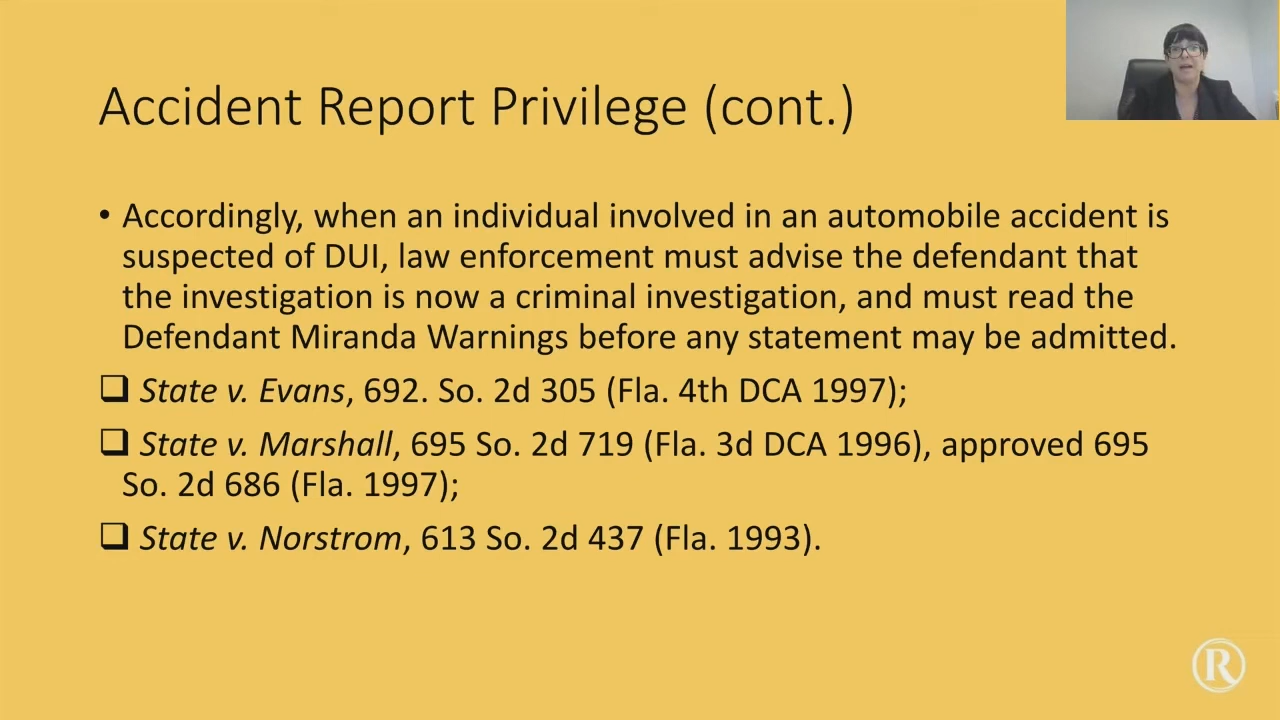 Accident Report Privilege (cont.)
• Accordingly, when an individual involved in an automobile accident is
suspected of DUI, law enforcement must advise the defendant that
the investigation is now a criminal investigation, and must read the
Defendant Miranda Warnings before any statement may be admitted.
❑ State v. Evans, 692. So. 2d 305 (Fla. 4th DCA 1997);
❑ State v. Marshall, 695 So. 2d 719 (Fla. 3d DCA 1996), approved 695
So. 2d 686 (Fla. 1997);
❑ State v. Norstrom, 613 So. 2d 437 (Fla. 1993).
R